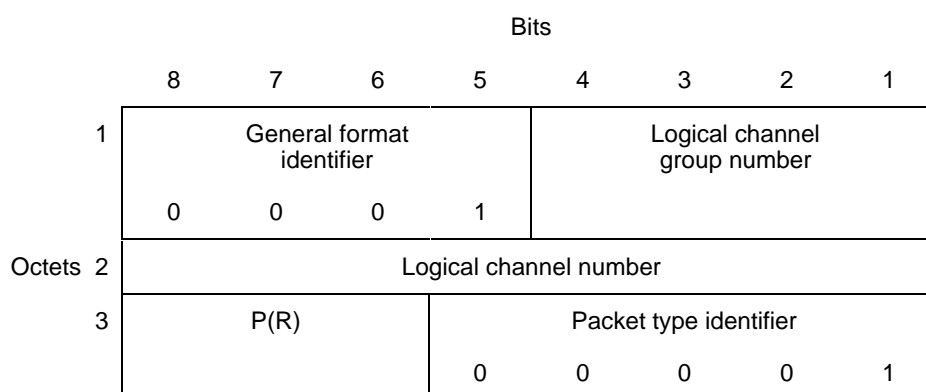 Bits
8 7 6 5 4 3 2 1
1 General format Logical channel
identifier group number
0 0 0 1
Octets 2 Logical channel number
3 P(R) Packet type identifier
0 0 0 0 1